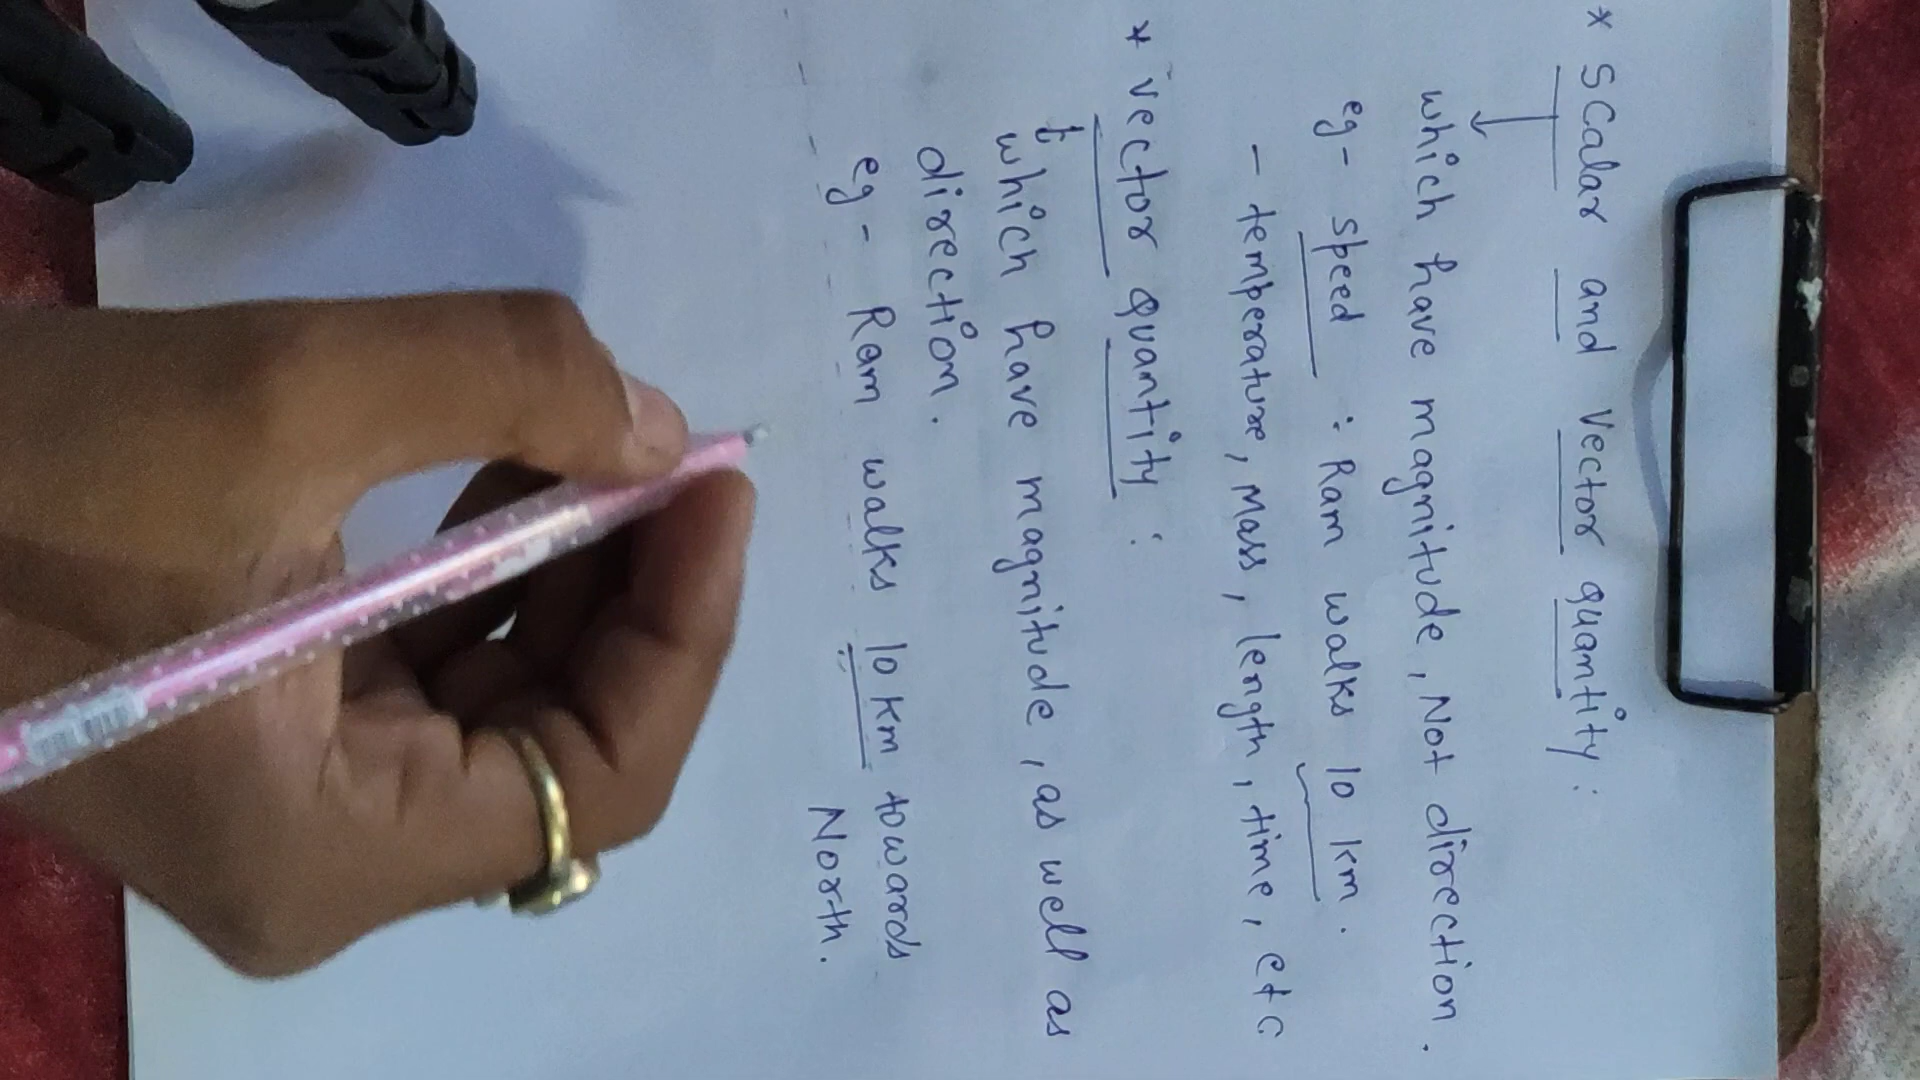 * Scalar and Vector quantity :
which have magnitude, Not direction.
eg - speed : Ram walks 10 km.
- temperature, Mass, length, time, etc
* vector quantity :
which have magnitude, as well as
direction.
eg - Ram walks 10 km towards
North.